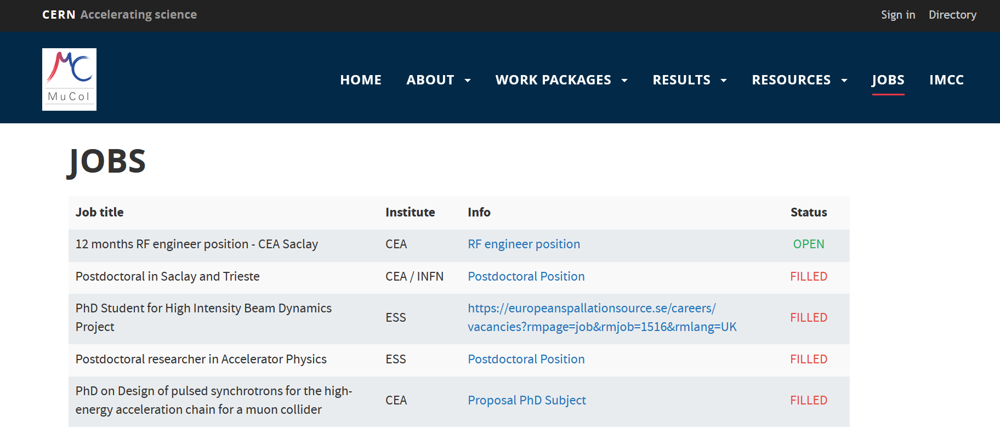 CERN Accelerating science
Sign in Directory
MC
MuCol
HOME ABOUT WORK PACKAGES RESULTS RESOURCES JOBS IMCC
JOBS
Job title Institute Info Status
12 months RF engineer position - CEA Saclay CEA RF engineer position OPEN
Postdoctoral in Saclay and Trieste CEA / INFN Postdoctoral Position FILLED
PhD Student for High Intensity Beam Dynamics
Project
ESS
https://europeanspallationsource.se/careers/
vacancies?rmpage=job&rmjob=1516&rmlang=UK
FILLED
Postdoctoral researcher in Accelerator Physics ESS Postdoctoral Position FILLED
PhD on Design of pulsed synchrotrons for the high-
energy acceleration chain for a muon collider
CEA
Proposal PhD Subject
FILLED